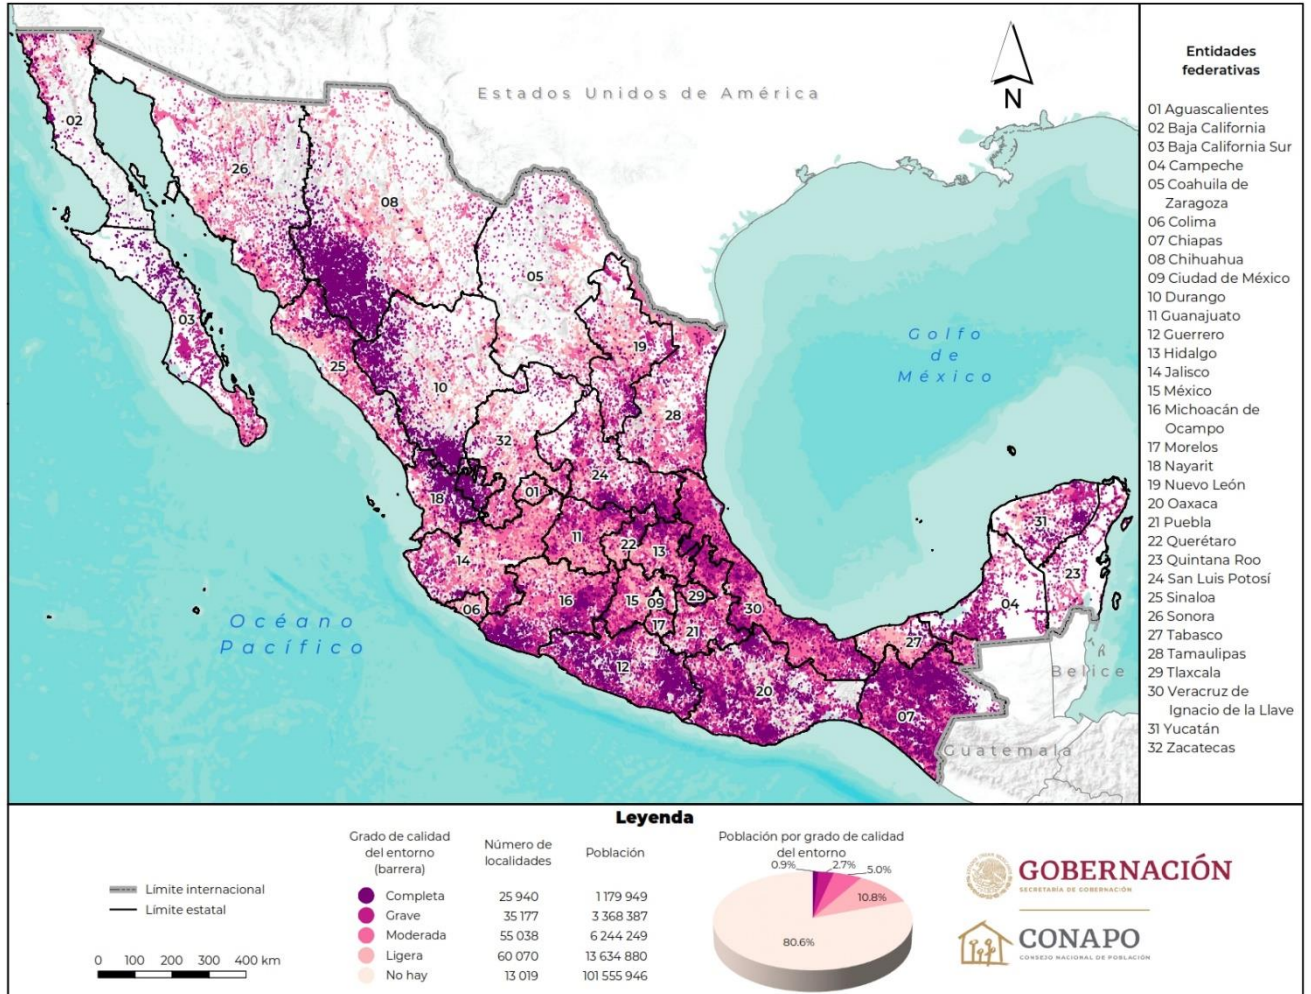 Estados Unidos de América
N
02
26
08
05
03
19
25
10
28
32
24
01
18
31
11
22
13
14
23
04
06
16
15
09
29
30
17
21
27
12
20
07
Golfo
de
México
Océano
Pacífico
Belice
Guatemala
Entidades
federativas
01 Aguascalientes
02 Baja California
03 Baja California Sur
04 Campeche
05 Coahuila de
Zaragoza
06 Colima
07 Chiapas
08 Chihuahua
09 Ciudad de México
10 Durango
11 Guanajuato
12 Guerrero
13 Hidalgo
14 Jalisco
15 México
16 Michoacán de
Ocampo
17 Morelos
18 Nayarit
19 Nuevo León
20 Oaxaca
21 Puebla
22 Querétaro
23 Quintana Roo
24 San Luis Potosí
25 Sinaloa
26 Sonora
27 Tabasco
28 Tamaulipas
29 Tlaxcala
30 Veracruz de
Ignacio de la Llave
31 Yucatán
32 Zacatecas
Leyenda
Límite internacional
Límite estatal
0 100 200 300 400 km
Grado de calidad
del entorno
(barrera)
Número de
localidades
Población
Completa 25 940 1 179 949
Grave 35 177 3 368 387
Moderada 55 038 6 244 249
Ligera 60 070 13 634 880
No hay 13 019 101 555 946
Población por grado de calidad
del entorno
0.9%
2.7%
5.0%
10.8%
80.6%
GOBERNACIÓN
SECRETARÍA DE GOBERNACIÓN
CONAPO
CONSEJO NACIONAL DE POBLACIÓN